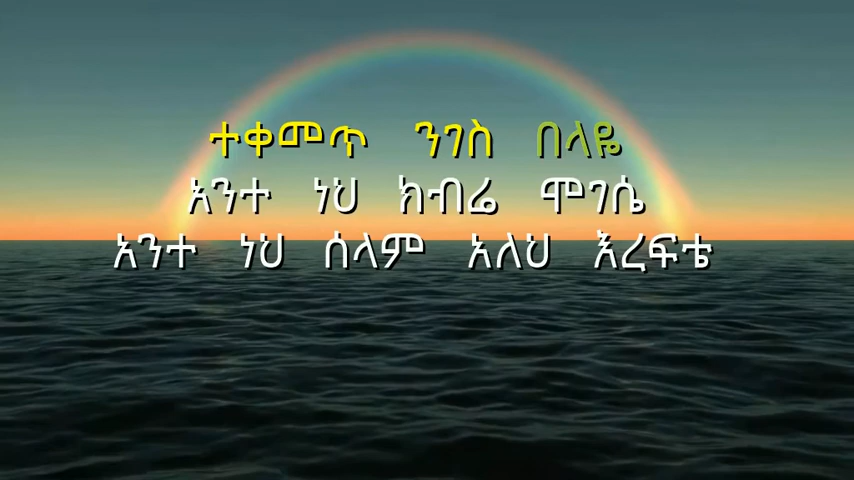 ተቀመጥ ንገስ በላዬ
አንተ ነህ ክብሬ ሞገሴ
አንተ ነህ ሰላም አለህ እረፍቴ